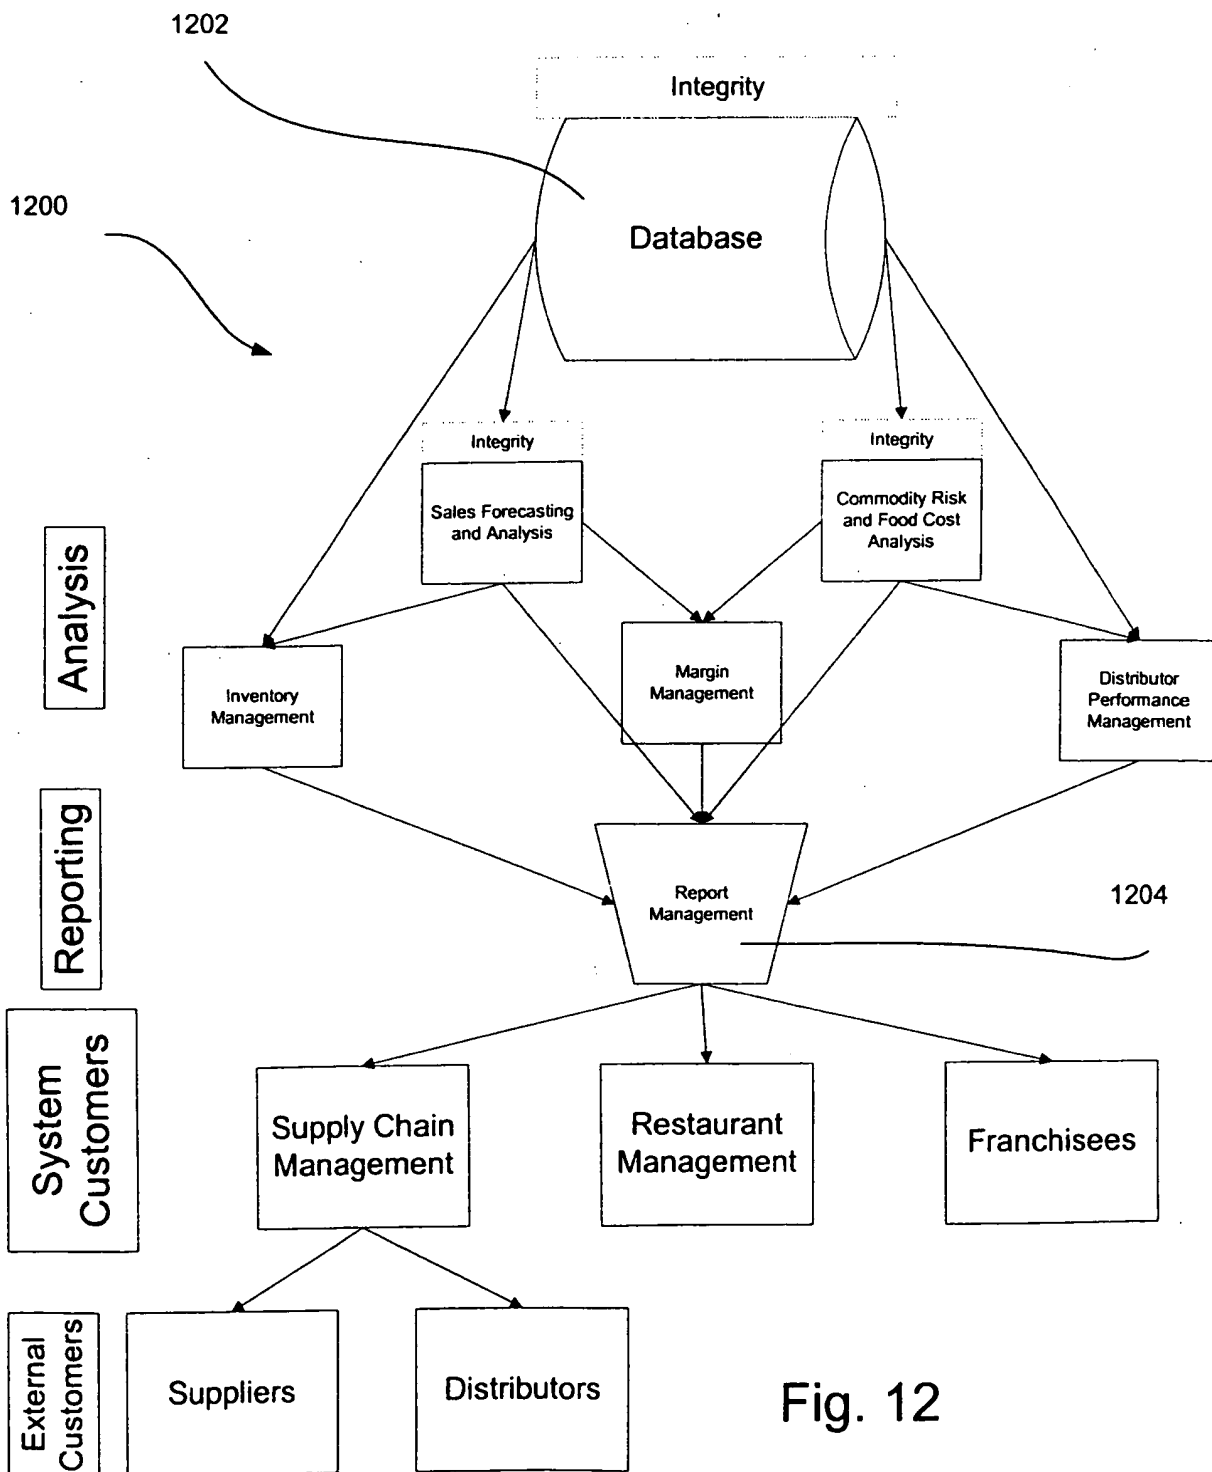 1202
Integrity
1200
Database
Integrity
Integrity
Sales Forecasting
and Analysis
Commodity Risk
and Food Cost
Analysis
Analysis
Inventory
Management
Margin
Management
Distributor
Performance
Management
Reporting
Report
Management
1204
System
Customers
Supply Chain
Management
Restaurant
Management
Franchisees
External
Customers
Suppliers
Distributors
Fig. 12